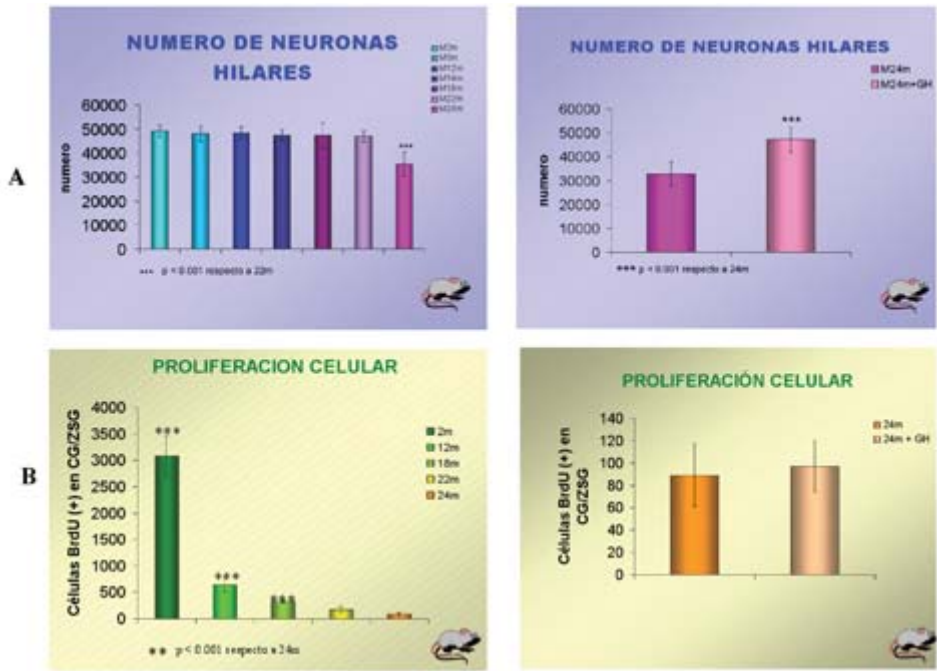 A
NUMERO DE NEURONAS
HILARES
numero
60000
50000
40000
30000
20000
10000
0
M22m
M24m
***
*** p < 0.001 respecto a 22m
NUMERO DE NEURONAS HILARES
numero
60000
50000
40000
30000
20000
10000
0
M24m
M24m+GH
***
*** p < 0.001 respecto a 24m
B
PROLIFERACION CELULAR
Células BrdU (+) en CG/ZSG
4000
3500
3000
2500
2000
1500
1000
500
0
***
***
***
2m
12m
18m
22m
24m
** p < 0.001 respecto a 24m
PROLIFERACIÓN CELULAR
Células BrdU (+) en
CG/ZSG
140
120
100
80
60
40
20
0
24m
24m + GH